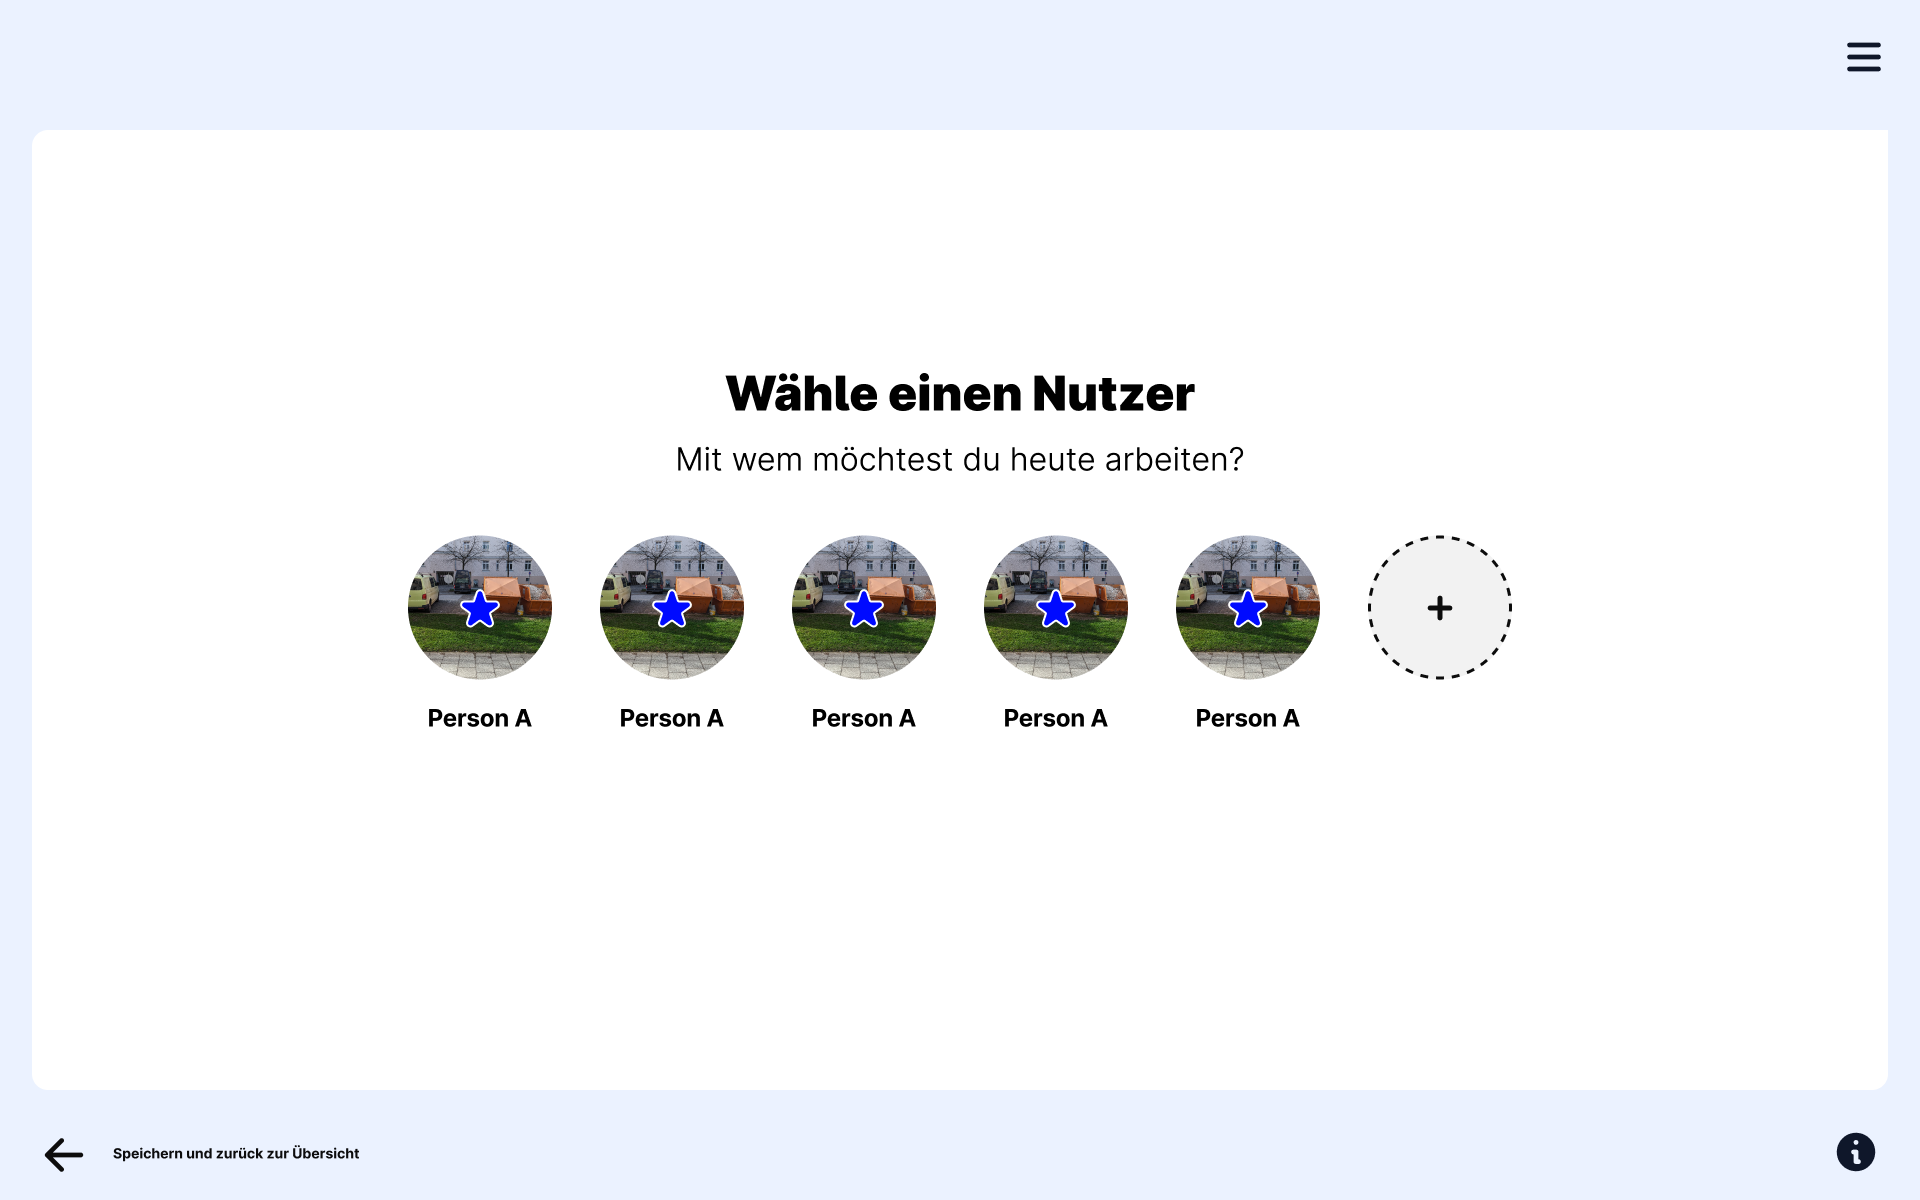 Wähle einen Nutzer
Mit wem möchtest du heute arbeiten?
Person A
Person A
Person A
Person A
Person A
Speichern und zurück zur Übersicht